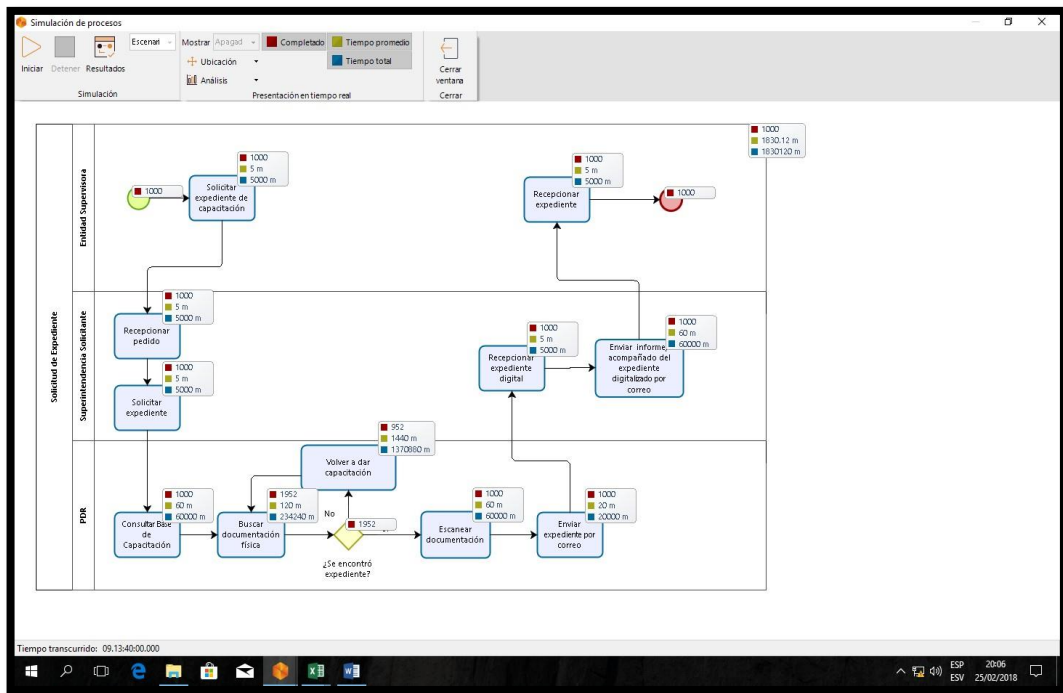 Simulación de procesos
Iniciar
Detener
Resultados
Escenari
Simulación
Mostrar
Apagad
Completado
Tiempo promedio
Tiempo total
Ubicación
Análisis
Presentación en tiempo real
Cerrar
ventana
Cerrar
1000
1830.12 m
1830120 m
Solicitud de Expediente
Entidad Supervisora
1000
Solicitar
expediente de
capacitación
1000
5 m
5000 m
Recepcionar
expediente
1000
5 m
5000 m
1000
Superintendencia Solicitante
Recepcionar
pedido
1000
5 m
5000 m
Solicitar
expediente
1000
5 m
5000 m
Recepcionar
expediente
digital
1000
5 m
5000 m
Enviar informe,
acompañado del
expediente
digitalizado por
correo
1000
60 m
60000 m
PDR
Volver a dar
capacitación
952
1440 m
1370880 m
Consultar Base
de
Capacitación
1000
60 m
60000 m
Buscar
documentación
física
1952
120 m
234240 m
No
1952
¿Se encontró
expediente?
Escanear
documentación
1000
60 m
60000 m
Enviar
expediente por
correo
1000
20 m
20000 m
Tiempo transcurrido: 09.13:40:00.000
ESP
ESV
20:06
25/02/2018